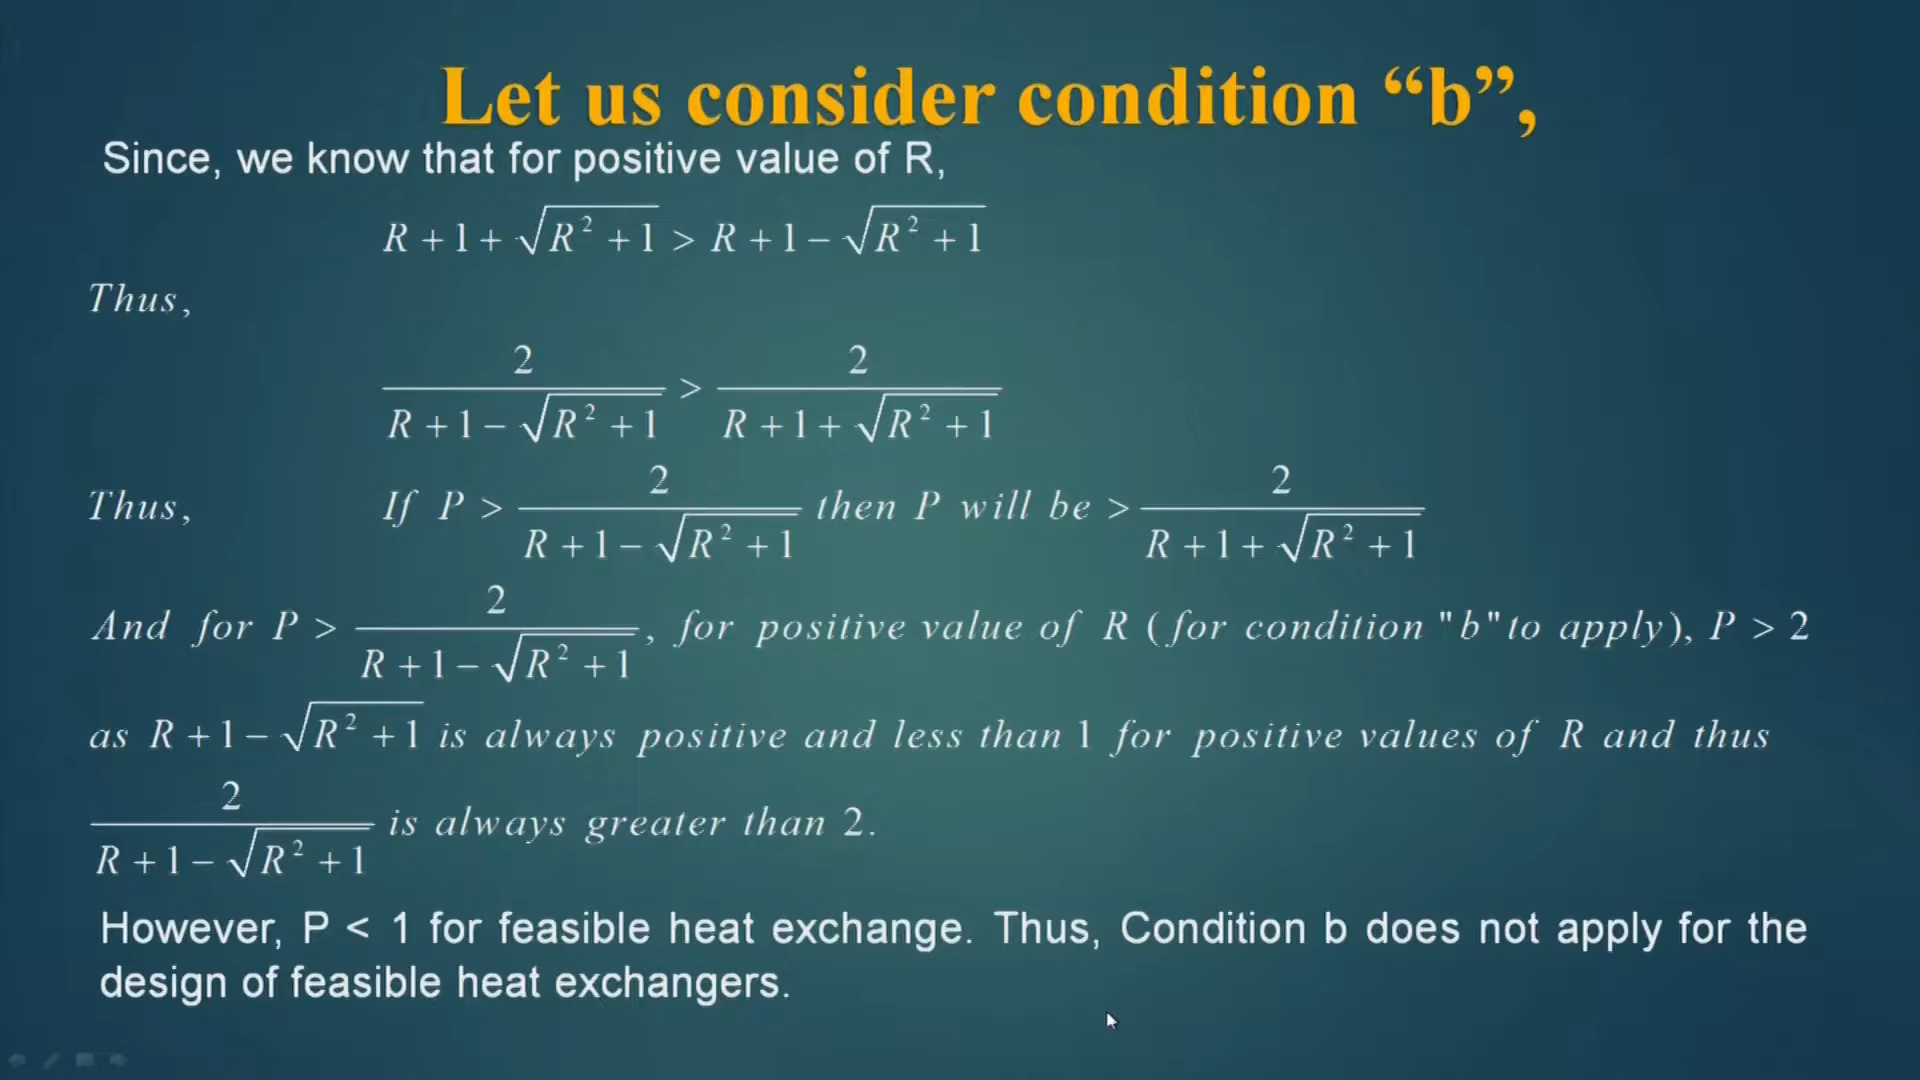 Let us consider condition “b”,
Since, we know that for positive value of R,
R + 1 + √(R² + 1) > R + 1 − √(R² + 1)
Thus,
2 / (R + 1 − √(R² + 1)) > 2 / (R + 1 + √(R² + 1))
Thus, If P > 2 / (R + 1 − √(R² + 1)) then P will be > 2 / (R + 1 + √(R² + 1))
And for P > 2 / (R + 1 − √(R² + 1)), for positive value of R (for condition "b" to apply), P > 2
as R + 1 − √(R² + 1) is always positive and less than 1 for positive values of R and thus
2 / (R + 1 − √(R² + 1)) is always greater than 2.
However, P < 1 for feasible heat exchange. Thus, Condition b does not apply for the
design of feasible heat exchangers.